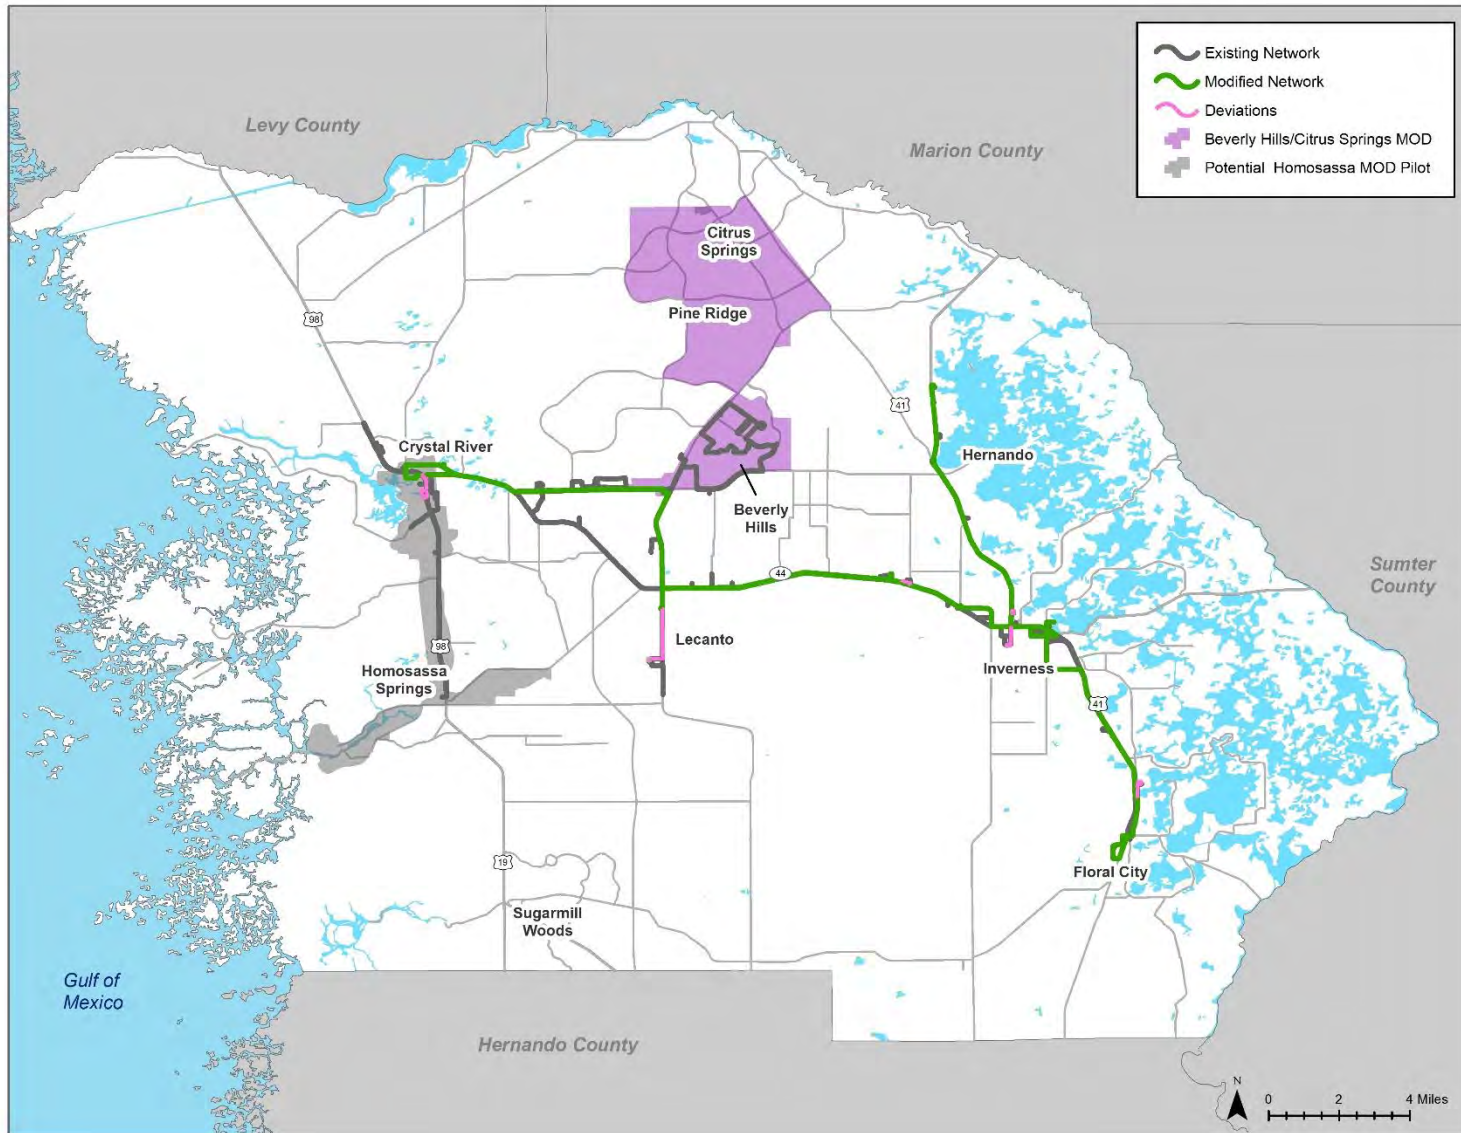 Existing Network
Modified Network
Deviations
Beverly Hills/Citrus Springs MOD
Potential Homosassa MOD Pilot
Levy County
Marion County
Citrus
Springs
Pine Ridge
98
41
Crystal River
Hernando
Beverly
Hills
44
Sumter
County
Lecanto
98
Homosassa
Springs
Inverness
41
19
Floral City
Sugarmill
Woods
Gulf of
Mexico
Hernando County
N
0 2 4 Miles